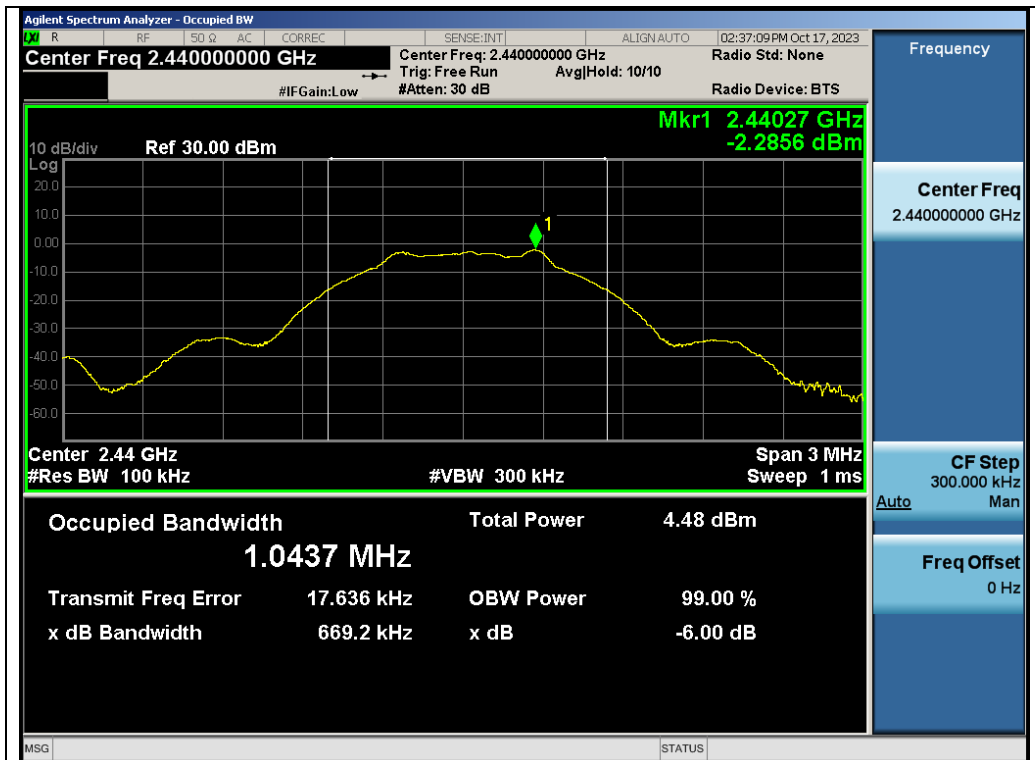 Agilent Spectrum Analyzer - Occupied BW
LXI R RF 50 Ω AC CORREC SENSE:INT ALIGN AUTO 02:37:09 PM Oct 17, 2023
Center Freq 2.440000000 GHz
Center Freq: 2.440000000 GHz
Radio Std: None
Trig: Free Run Avg|Hold: 10/10
#IFGain:Low #Atten: 30 dB Radio Device: BTS
Mkr1 2.44027 GHz
-2.2856 dBm
10 dB/div Ref 30.00 dBm
Log
20.0
10.0
0.00
-10.0
-20.0
-30.0
-40.0
-50.0
-60.0
1
Center 2.44 GHz Span 3 MHz
#Res BW 100 kHz #VBW 300 kHz Sweep 1 ms
Occupied Bandwidth Total Power 4.48 dBm
1.0437 MHz
Transmit Freq Error 17.636 kHz OBW Power 99.00 %
x dB Bandwidth 669.2 kHz x dB -6.00 dB
MSG STATUS
Frequency
Center Freq
2.440000000 GHz
CF Step
300.000 kHz
Auto Man
Freq Offset
0 Hz